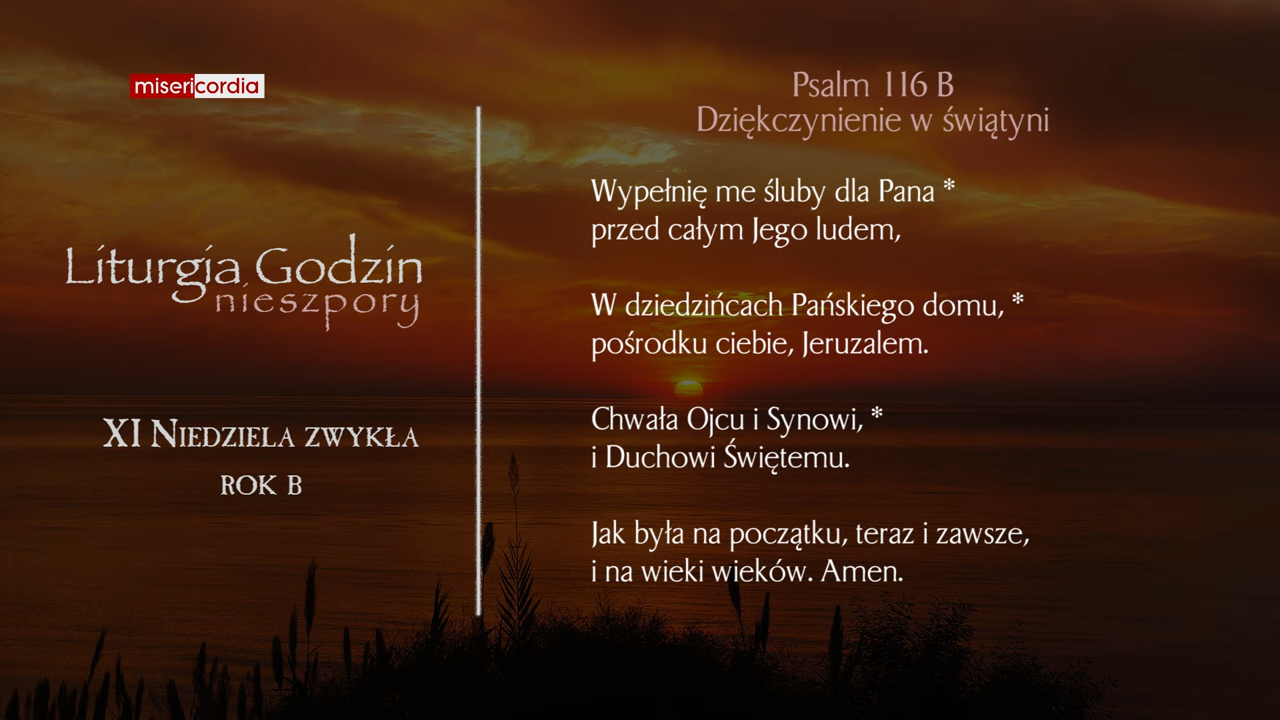 misericordia
Liturgia Godzin
nieszpory
XI Niedziela zwykła
rok B
Psalm 116 B
Dziękczynienie w świątyni
Wypełnię me śluby dla Pana *
przed całym Jego ludem,
W dziedzińcach Pańskiego domu, *
pośrodku ciebie, Jeruzalem.
Chwała Ojcu i Synowi, *
i Duchowi Świętemu.
Jak była na początku, teraz i zawsze,
i na wieki wieków. Amen.